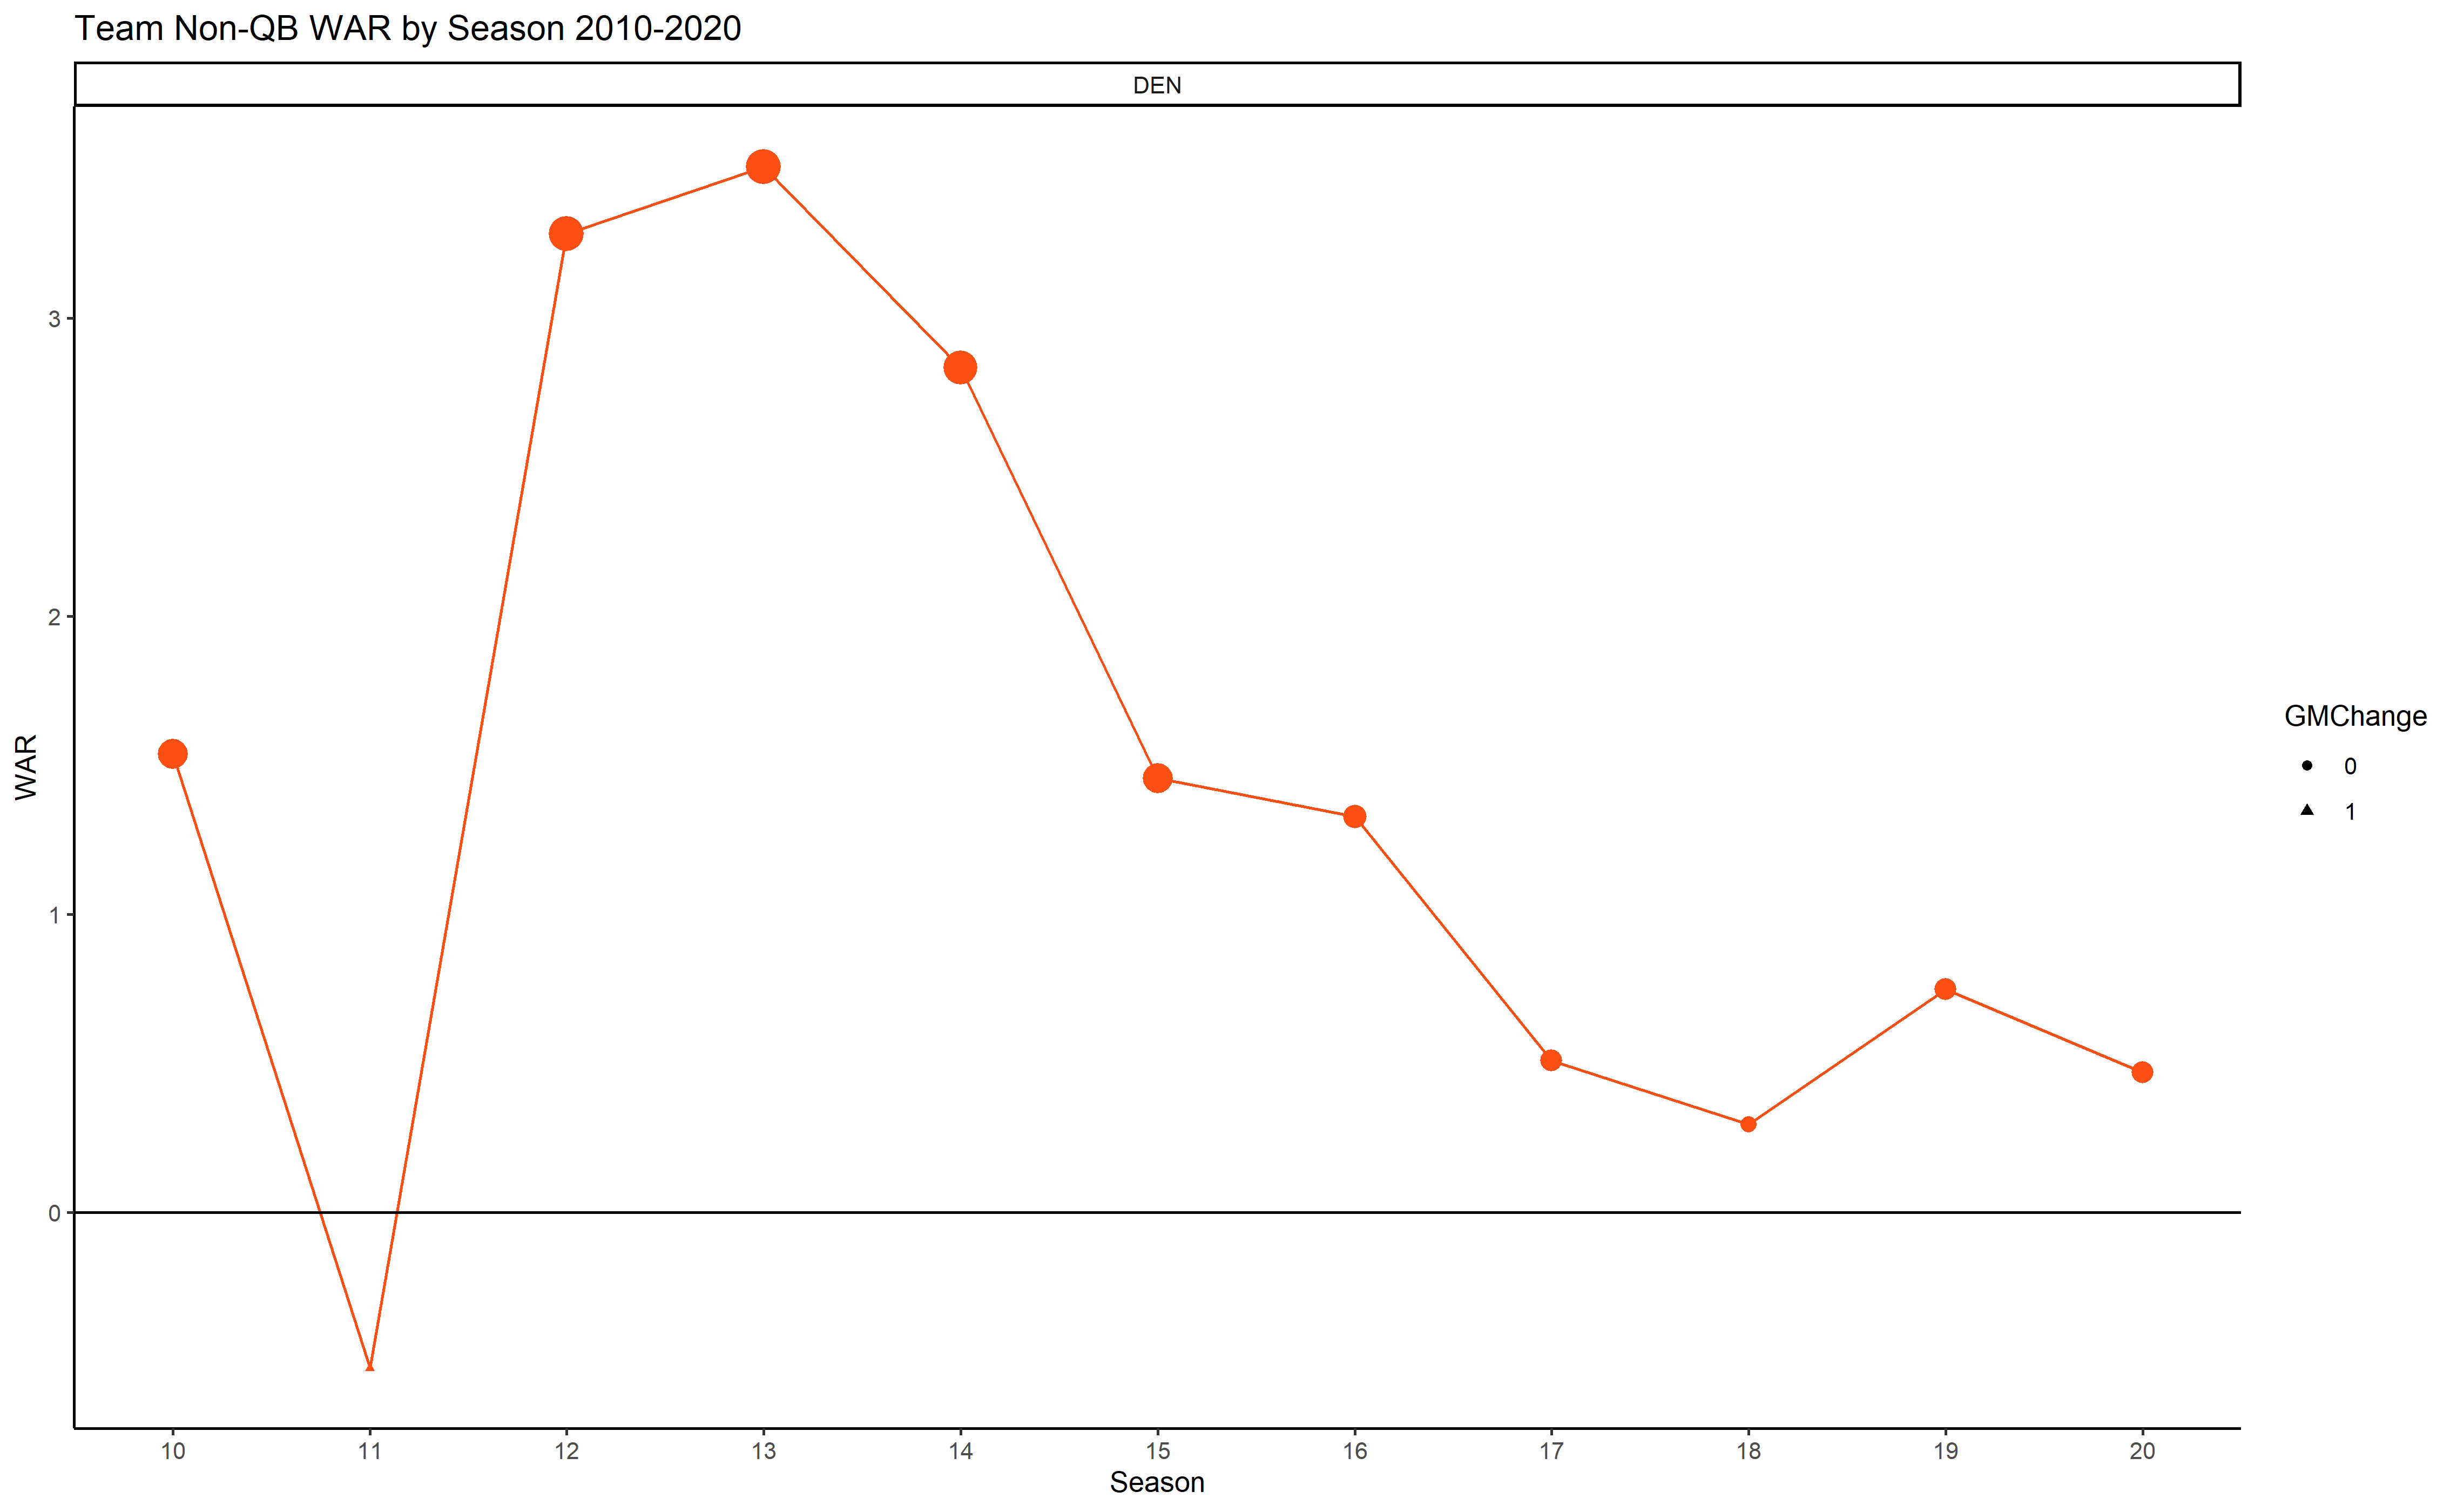 Team Non-QB WAR by Season 2010-2020
DEN
3
2
1
0
WAR
10 11 12 13 14 15 16 17 18 19 20
Season
GMChange
0
1